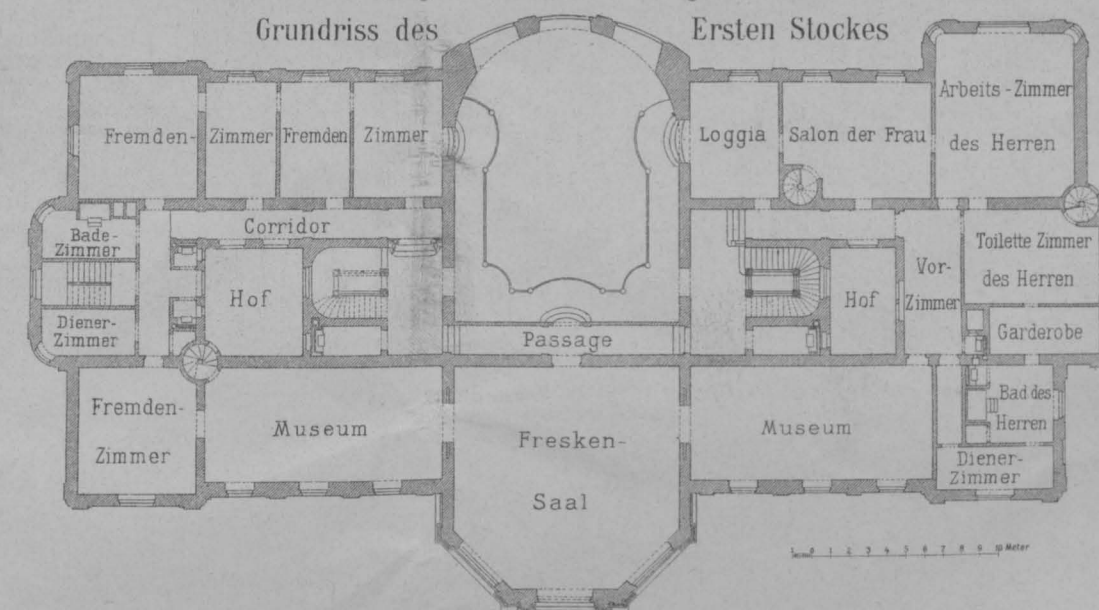 Grundriss des Ersten Stockes
Fremden- Zimmer Fremden Zimmer
Loggia
Salon der Frau
Arbeits-Zimmer
des Herren
Corridor
Bade-
Zimmer
Hof
Diener-
Zimmer
Passage
Hof
Vor-
Zimmer
Toilette Zimmer
des Herren
Garderobe
Fremden-
Zimmer
Museum
Fresken-
Saal
Museum
Bad des
Herren
Diener-
Zimmer
1 0 1 2 3 4 5 6 7 8 9 10 Meter